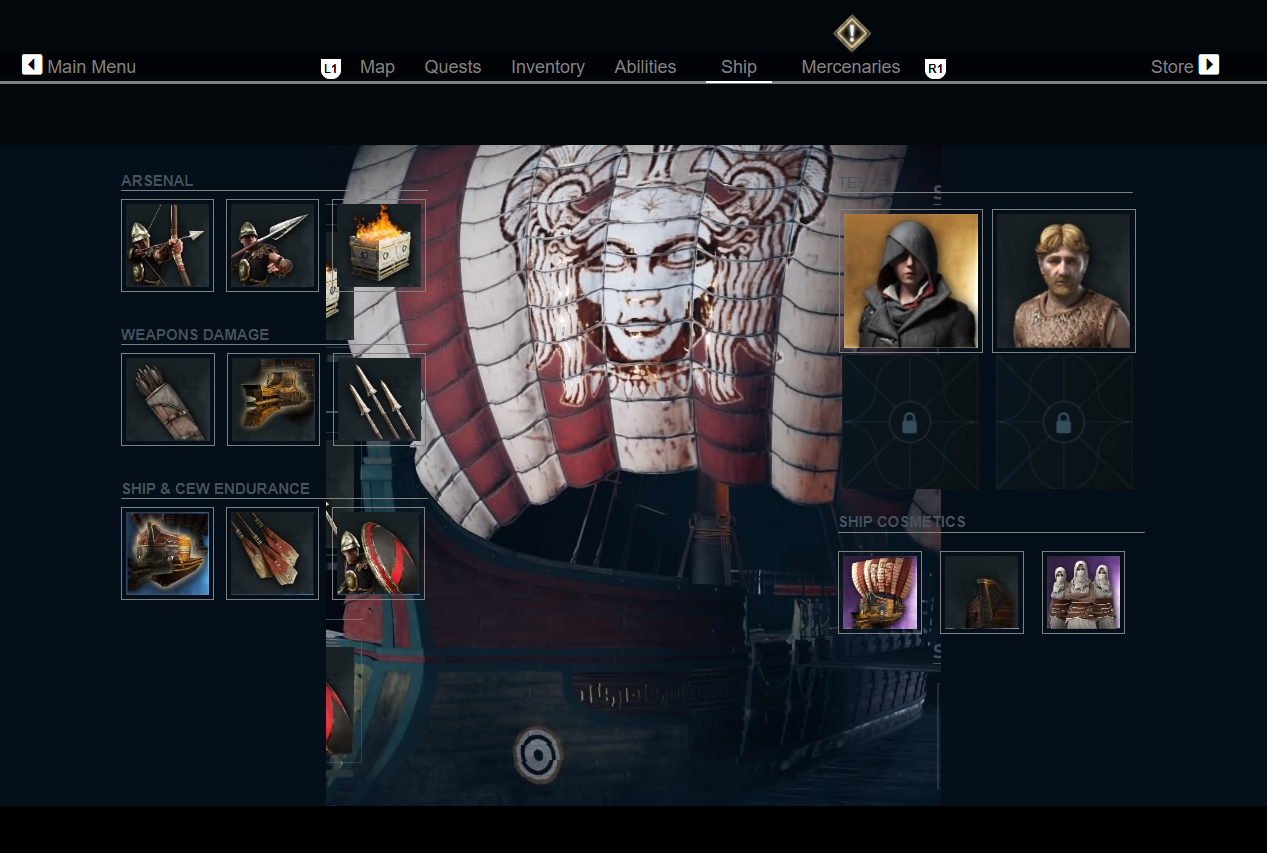 Main Menu
L1 Map Quests Inventory Abilities Ship Mercenaries R1
Store
ARSENAL
WEAPONS DAMAGE
SHIP & CEW ENDURANCE
SHIP COSMETICS